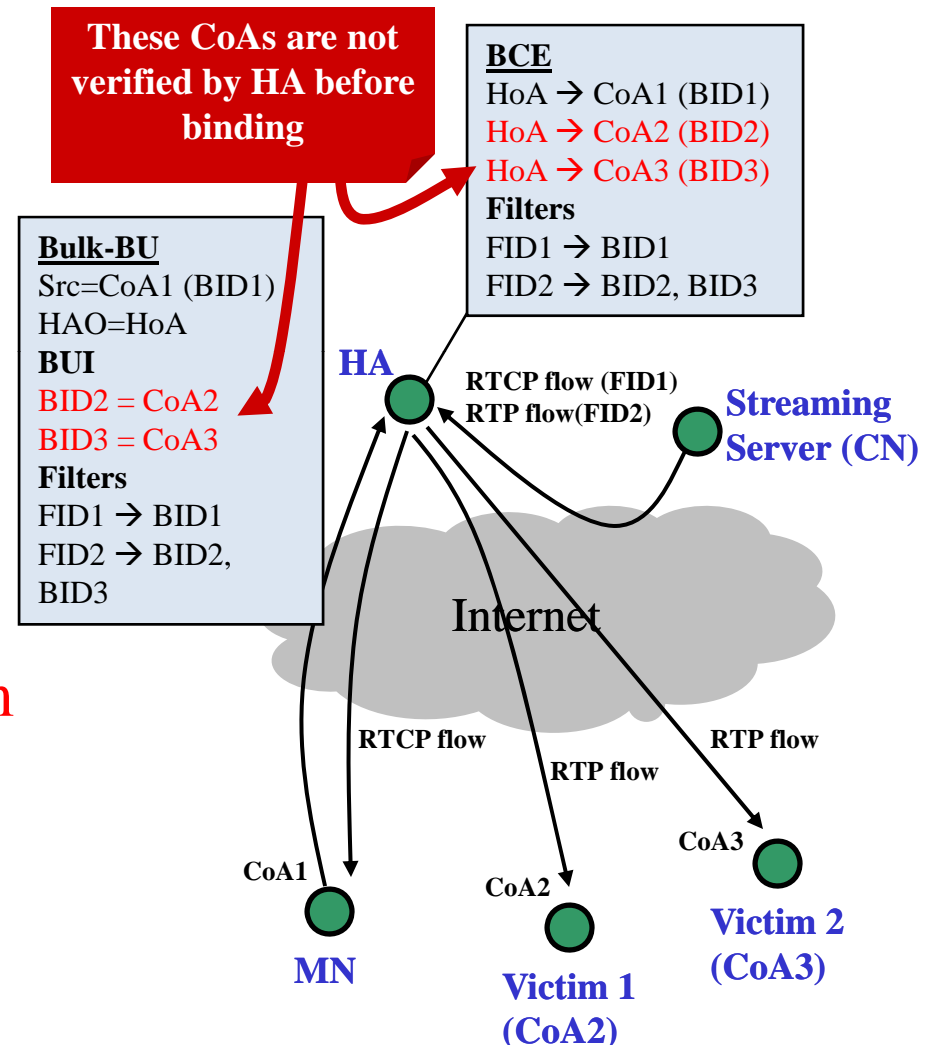 These CoAs are not
verified by HA before
binding
BCE
HoA → CoA1 (BID1)
HoA → CoA2 (BID2)
HoA → CoA3 (BID3)
Filters
FID1 → BID1
FID2 → BID2, BID3
Bulk-BU
Src=CoA1 (BID1)
HAO=HoA
BUI
BID2 = CoA2
BID3 = CoA3
Filters
FID1 → BID1
FID2 → BID2,
BID3
HA
RTCP flow (FID1)
RTP flow(FID2)
Streaming
Server (CN)
Internet
RTCP flow
RTP flow
RTP flow
CoA1
CoA2
CoA3
MN
Victim 1
(CoA2)
Victim 2
(CoA3)